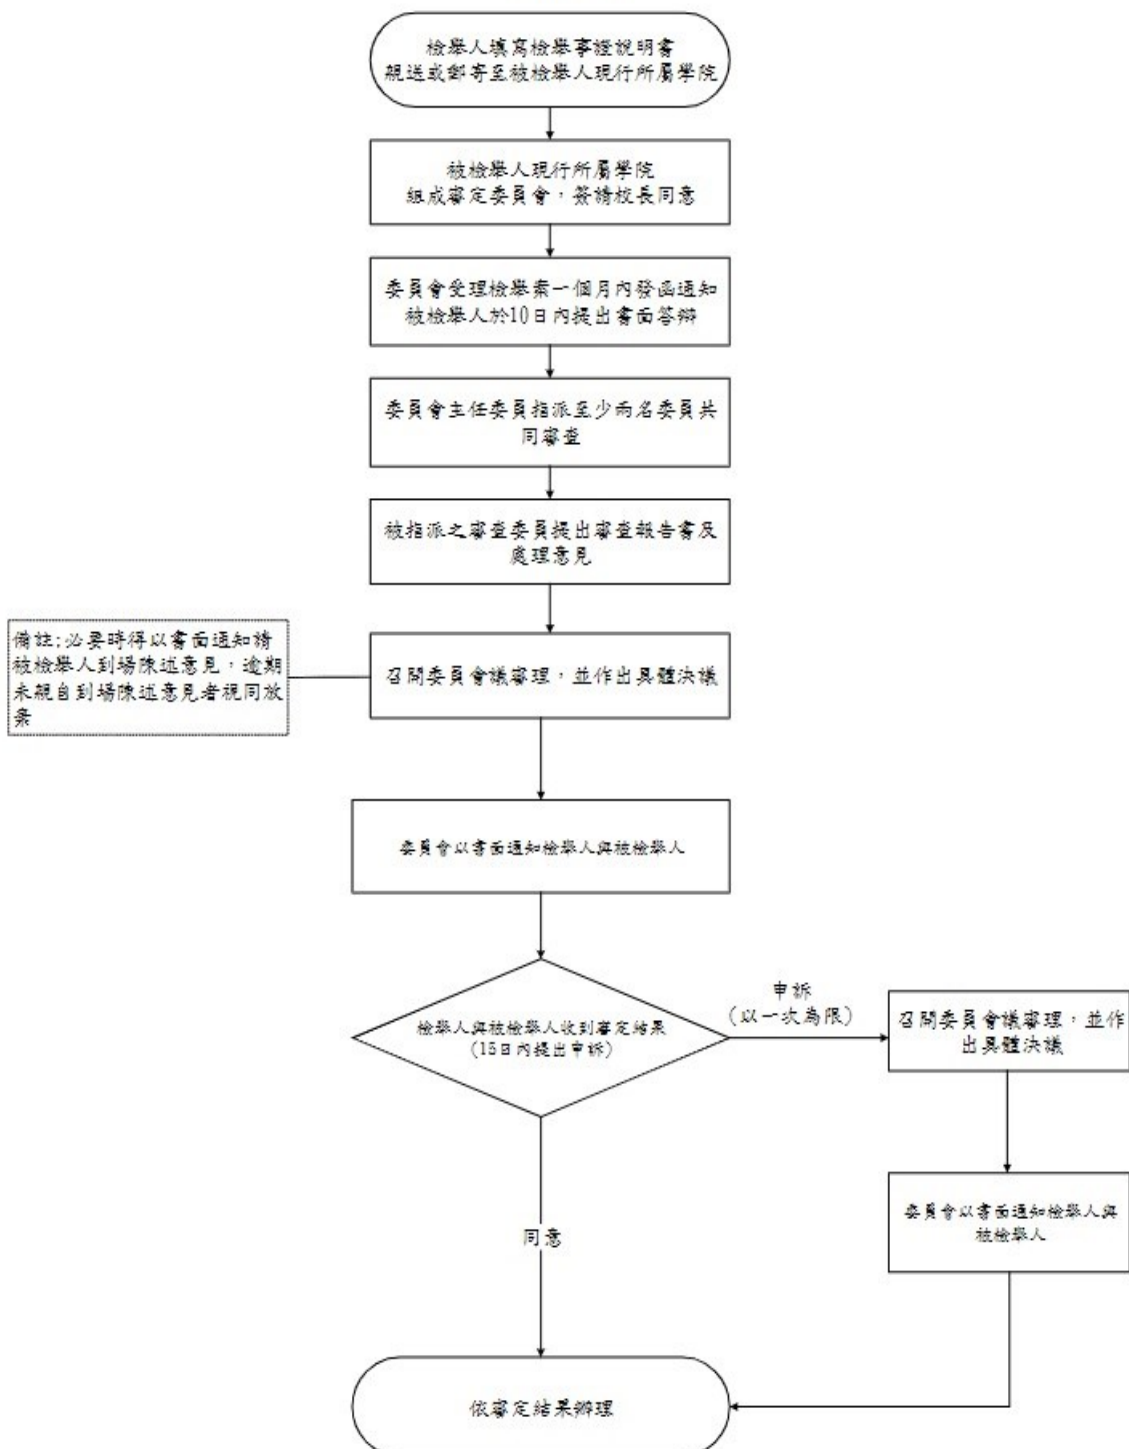 檢舉人填寫檢舉事證說明書
親送或郵寄至被檢舉人現行所屬學院
被檢舉人現行所屬學院
組成審定委員會，簽請校長同意
委員會受理檢舉案一個月內發函通知
被檢舉人於10日內提出書面答辯
委員會主任委員指派至少兩名委員共
同審查
被指派之審查委員提出審查報告書及
處理意見
備註;必要時得以書面通知請
被檢舉人到場陳述意見，逾期
未親自到場陳述意見者視同放
棄
召開委員會議審理，並作出具體決議
委員會以書面通知檢舉人與被檢舉人
檢舉人與被檢舉人收到審定結果
(15日內提出申訴)
申訴
(以一次為限)
召開委員會議審理，並作
出具體決議
委員會以書面通知檢舉人與
被檢舉人
同意
依審定結果辦理